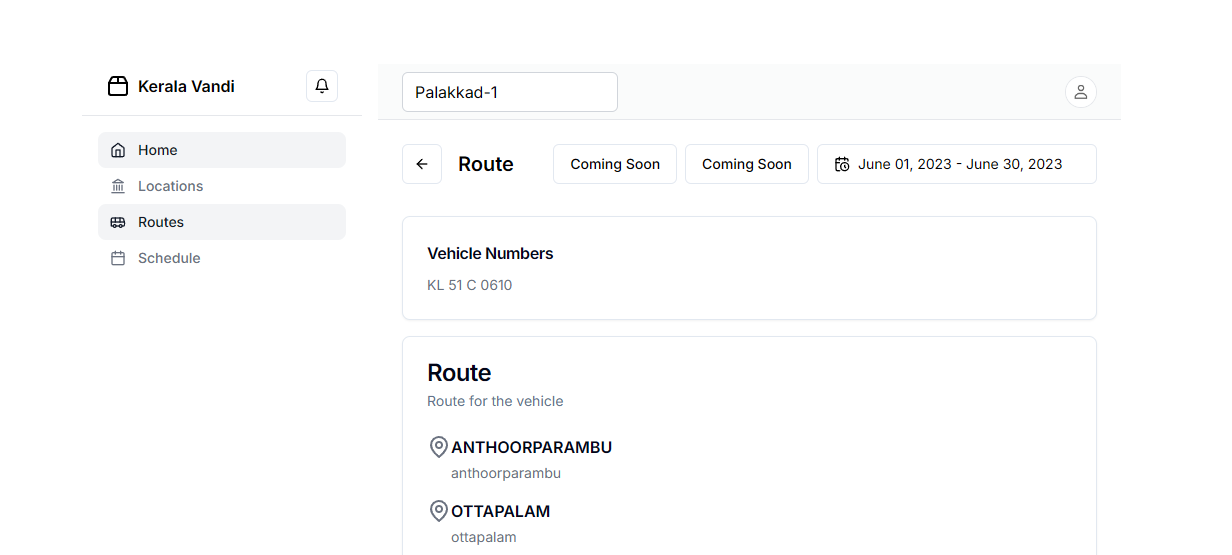 Kerala Vandi
Home
Locations
Routes
Schedule
Palakkad-1
Route
Coming Soon
Coming Soon
June 01, 2023 - June 30, 2023
Vehicle Numbers
KL 51 C 0610
Route
Route for the vehicle
ANTHOORPARAMBU
anthoorparambu
OTTAPALAM
ottapalam